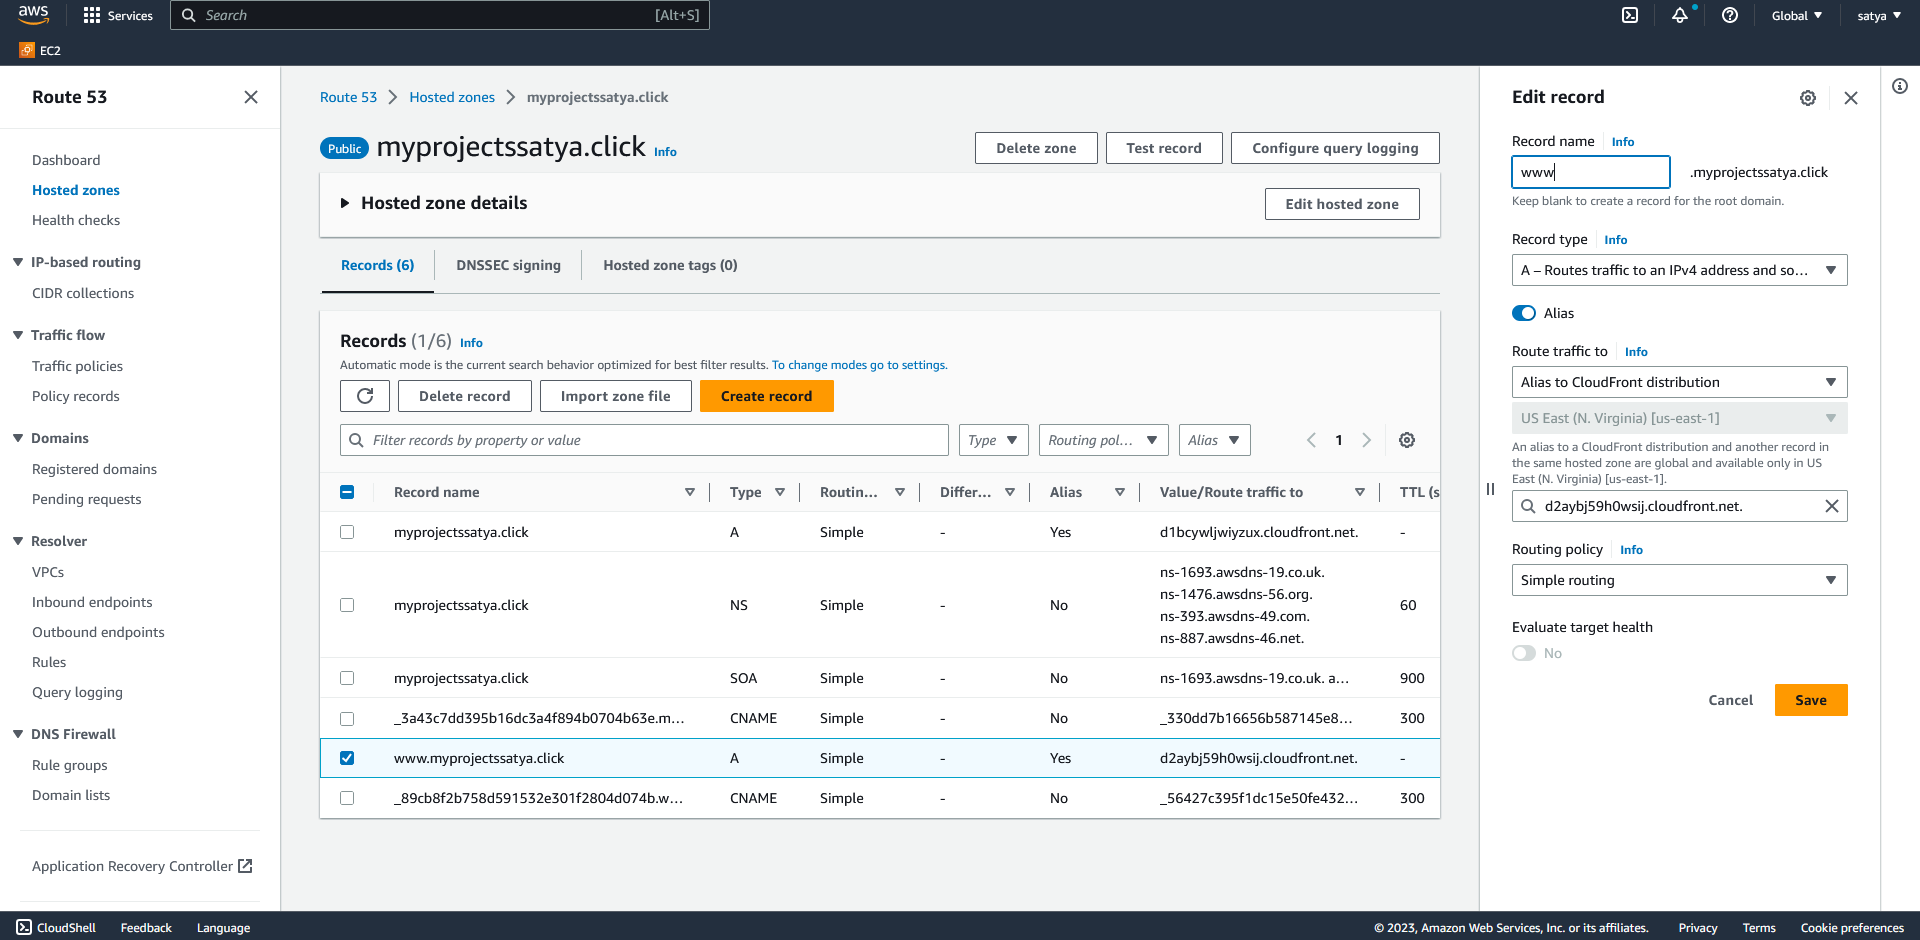 aws
Services
Search
[Alt+S]
Global
satya
EC2
Route 53
Dashboard
Hosted zones
Health checks
IP-based routing
CIDR collections
Traffic flow
Traffic policies
Policy records
Domains
Registered domains
Pending requests
Resolver
VPCs
Inbound endpoints
Outbound endpoints
Rules
Query logging
DNS Firewall
Rule groups
Domain lists
Application Recovery Controller
Route 53 > Hosted zones > myprojectssatya.click
Public myprojectssatya.click Info
Delete zone
Test record
Configure query logging
Hosted zone details
Edit hosted zone
Records (6)
DNSSEC signing
Hosted zone tags (0)
Records (1/6) Info
Automatic mode is the current search behavior optimized for best filter results. To change modes go to settings.
Delete record
Import zone file
Create record
Filter records by property or value
Type
Routing pol...
Alias
1
Record name Type Routin... Differ... Alias Value/Route traffic to TTL (s
myprojectssatya.click A Simple - Yes d1bcywljwiyzux.cloudfront.net. -
myprojectssatya.click NS Simple - No ns-1693.awsdns-19.co.uk.
ns-1476.awsdns-56.org.
ns-393.awsdns-49.com.
ns-887.awsdns-46.net.
60
myprojectssatya.click SOA Simple - No ns-1693.awsdns-19.co.uk. a... 900
_3a43c7dd395b16dc3a4f894b0704b63e.m... CNAME Simple - No _330dd7b16656b587145e8... 300
www.myprojectssatya.click A Simple - Yes d2aybj59h0wsij.cloudfront.net. -
_89cb8f2b758d591532e301f2804d074b.w... CNAME Simple - No _56427c395f1dc15e50fe432... 300
Edit record
Record name Info
www .myprojectssatya.click
Keep blank to create a record for the root domain.
Record type Info
A – Routes traffic to an IPv4 address and so...
Alias
Route traffic to Info
Alias to CloudFront distribution
US East (N. Virginia) [us-east-1]
An alias to a CloudFront distribution and another record in
the same hosted zone are global and available only in US
East (N. Virginia) [us-east-1].
d2aybj59h0wsij.cloudfront.net.
Routing policy Info
Simple routing
Evaluate target health
No
Cancel
Save
CloudShell
Feedback
Language
© 2023, Amazon Web Services, Inc. or its affiliates.
Privacy
Terms
Cookie preferences